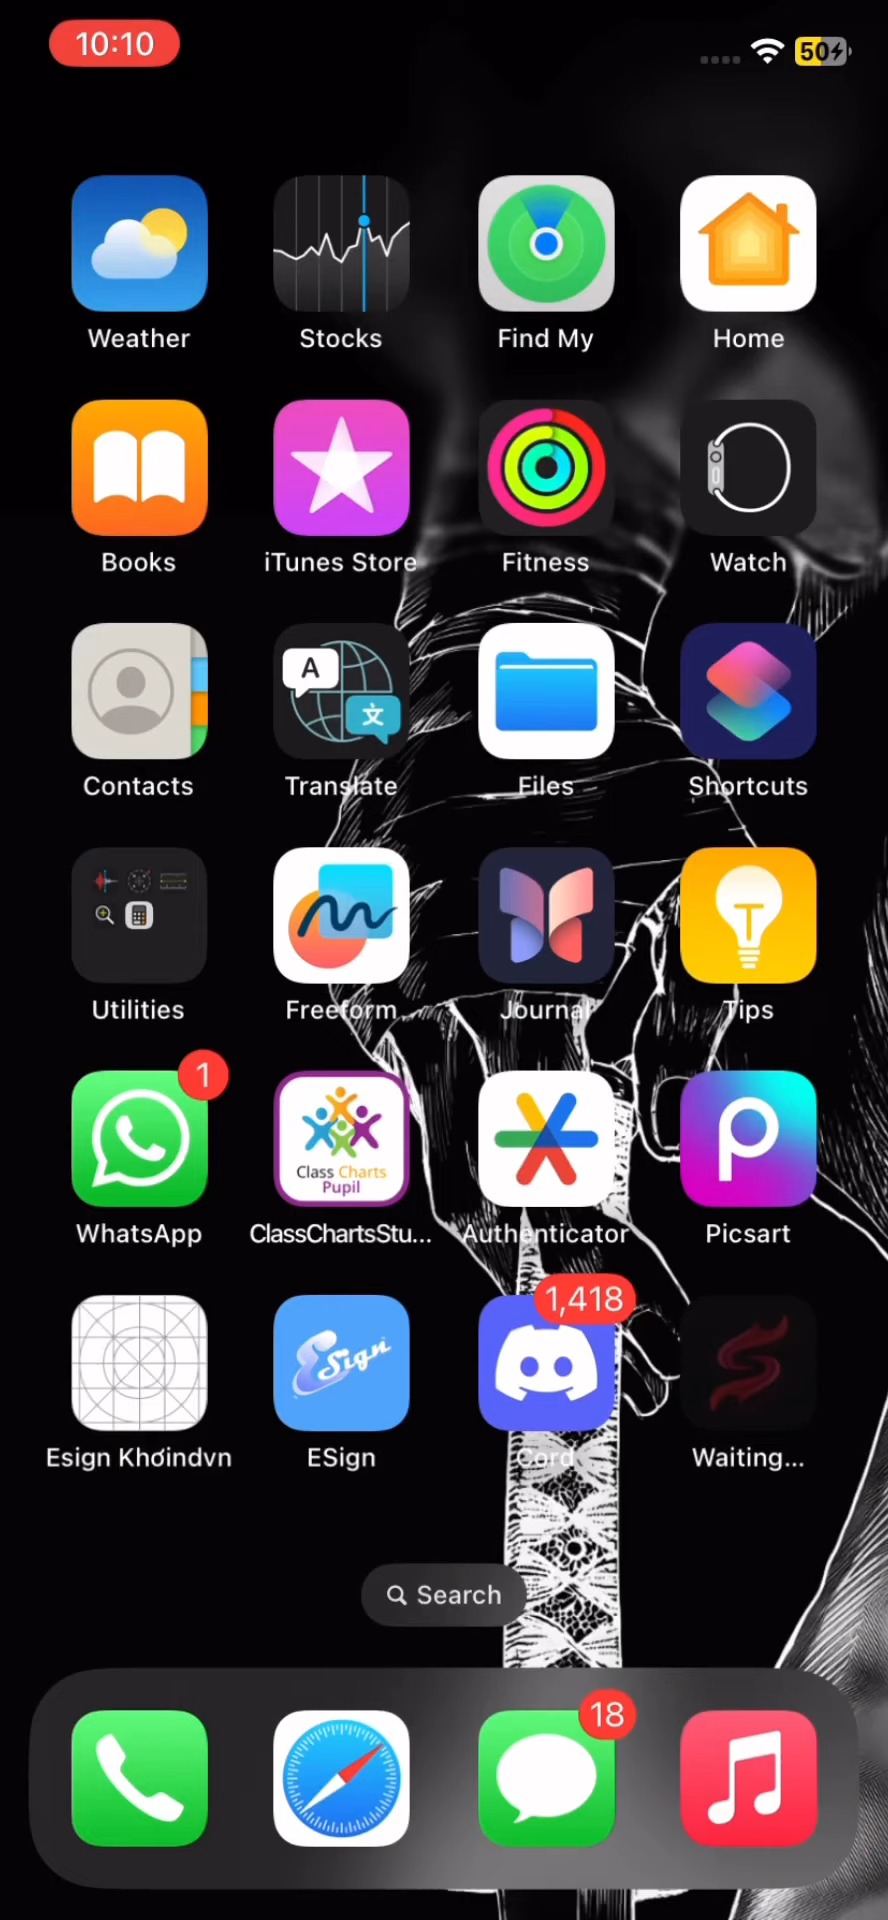 10:10
50
Weather
Stocks
Find My
Home
Books
iTunes Store
Fitness
Watch
A
文
Contacts
Translate
Files
Shortcuts
Utilities
Freeform
Journal
Tips
1
Class Charts
Pupil
WhatsApp
ClassChartsStu...
Authenticator
Picsart
1,418
ESign
Esign Khơindvn
ESign
Cord
Waiting...
Search
18